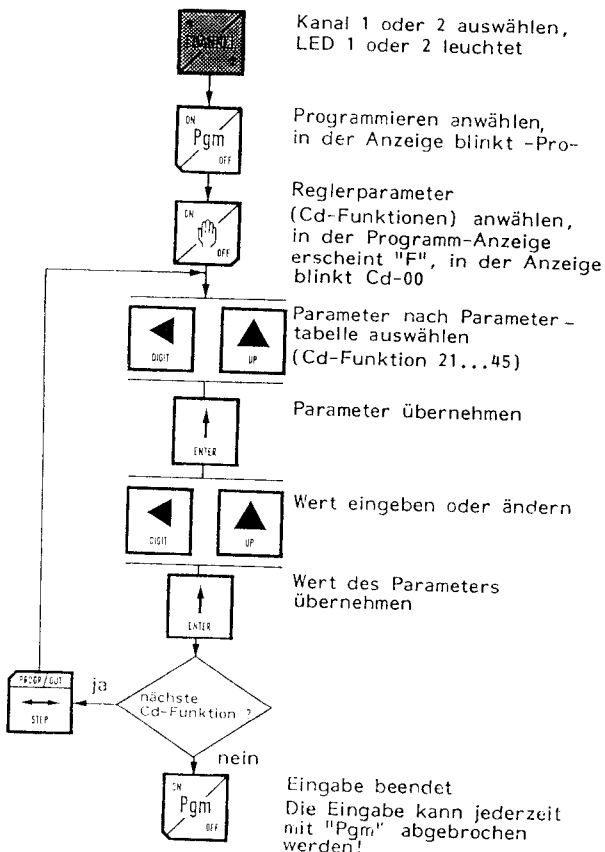 CHANNEL
Kanal 1 oder 2 auswählen,
LED 1 oder 2 leuchtet
ON
Pgm
OFF
Programmieren anwählen,
in der Anzeige blinkt -Pro-
ON
OFF
Reglerparameter
(Cd-Funktionen) anwählen,
in der Programm-Anzeige
erscheint "F", in der Anzeige
blinkt Cd-00
DIGIT
UP
Parameter nach Parameter-
tabelle auswählen
(Cd-Funktion 21...45)
ENTER
Parameter übernehmen
DIGIT
UP
Wert eingeben oder ändern
ENTER
Wert des Parameters
übernehmen
PROGR/OUT
STEP
ja
nächste
Cd-Funktion ?
nein
ON
Pgm
OFF
Eingabe beendet
Die Eingabe kann jederzeit
mit "Pgm" abgebrochen
werden!